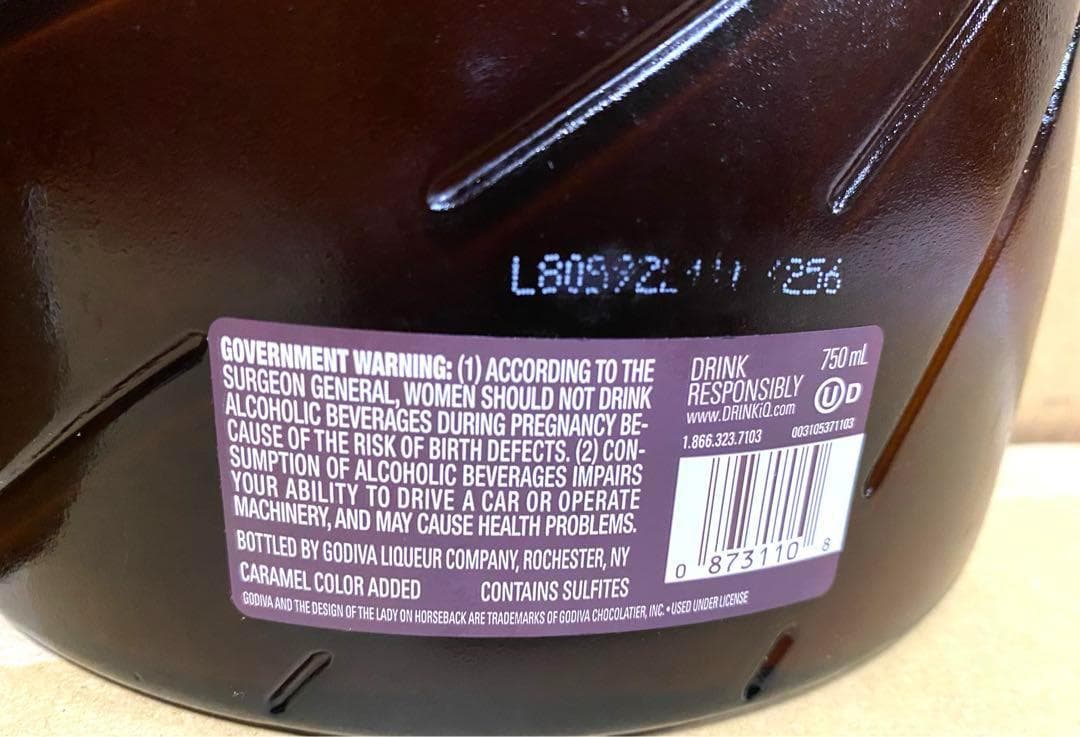 256
GOVERNMENT WARNING: (1) ACCORDING TO THE
SURGEON GENERAL, WOMEN SHOULD NOT DRINK
ALCOHOLIC BEVERAGES DURING PREGNANCY BE-
CAUSE OF THE RISK OF BIRTH DEFECTS. (2) CON-
SUMPTION OF ALCOHOLIC BEVERAGES IMPAIRS
YOUR ABILITY TO DRIVE A CAR OR OPERATE
MACHINERY, AND MAY CAUSE HEALTH PROBLEMS.
BOTTLED BY GODIVA LIQUEUR COMPANY, ROCHESTER, NY
CARAMEL COLOR ADDED CONTAINS SULFITES
GODIVA AND THE DESIGN OF THE LADY ON HORSEBACK ARE TRADEMARKS OF GODIVA CHOCOLATIER, INC. • USED UNDER LICENSE
DRINK
RESPONSIBLY
www.DRINKiQ.com
750 mL
Ⓤ D
1.866.323.7103
003105371103
0 873110 8